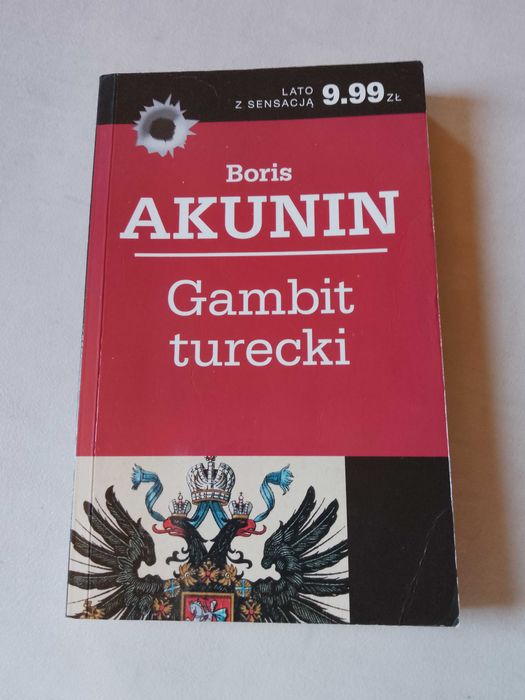 LATO
Z SENSACJĄ 9.99 ZŁ
Boris
AKUNIN
Gambit
turecki